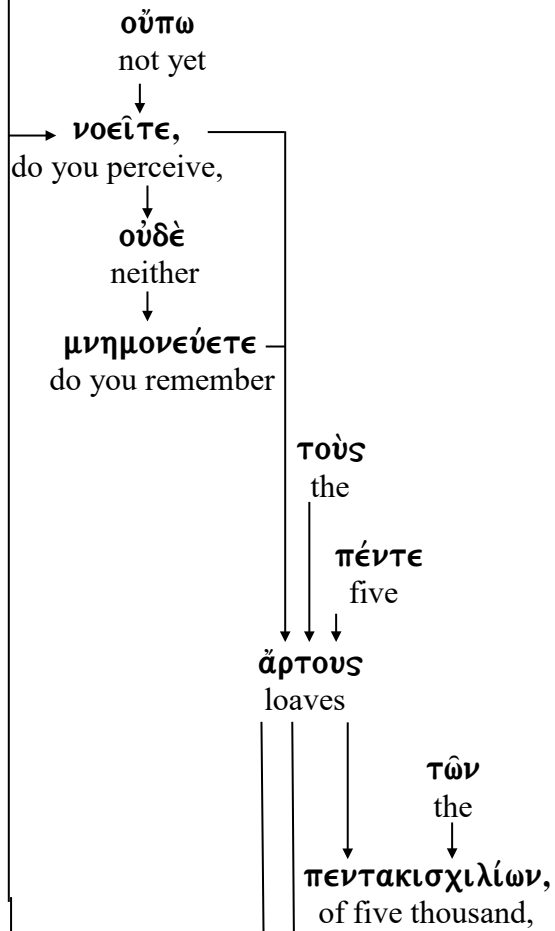 οὔπω
not yet
νοεῖτε,
do you perceive,
οὐδὲ
neither
μνημονεύετε
do you remember
τοὺς
the
πέντε
five
ἄρτους
loaves
τῶν
the
πεντακισχιλίων,
of five thousand,